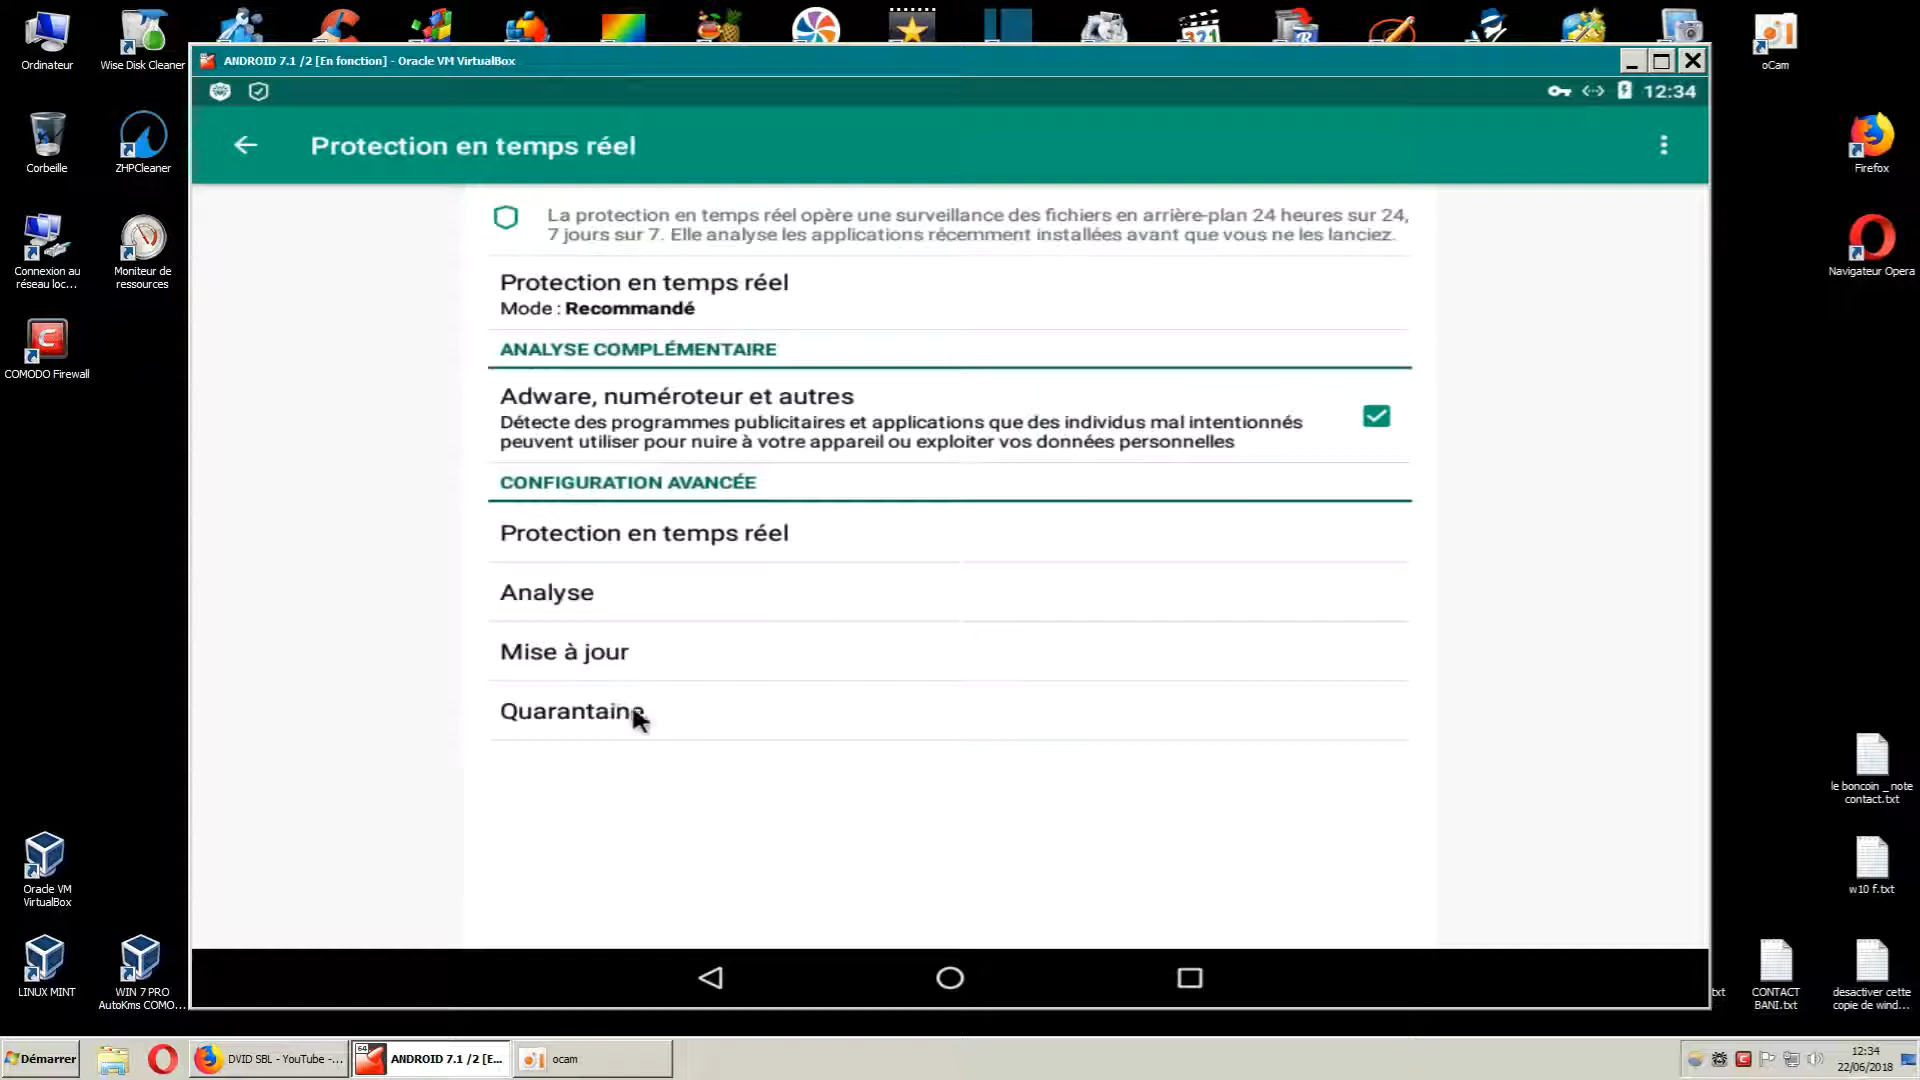 Ordinateur
Wise Disk Cleaner
Corbeille
ZHPCleaner
Connexion au
réseau loc...
Moniteur de
ressources
COMODO Firewall
Oracle VM
VirtualBox
LINUX MINT
WIN 7 PRO
AutoKms COMO...
321
R
oCam
Firefox
Navigateur Opera
le boncoin _ note
contact.txt
w10 f.txt
txt
CONTACT
BANI.txt
desactiver cette
copie de wind...
ANDROID 7.1 /2 [En fonction] - Oracle VM VirtualBox
12:34
Protection en temps réel
La protection en temps réel opère une surveillance des fichiers en arrière-plan 24 heures sur 24,
7 jours sur 7. Elle analyse les applications récemment installées avant que vous ne les lanciez.
Protection en temps réel
Mode : Recommandé
ANALYSE COMPLÉMENTAIRE
Adware, numéroteur et autres
Détecte des programmes publicitaires et applications que des individus mal intentionnés
peuvent utiliser pour nuire à votre appareil ou exploiter vos données personnelles
CONFIGURATION AVANCÉE
Protection en temps réel
Analyse
Mise à jour
Quarantaine
Démarrer
DVID SBL - YouTube -...
64
ANDROID 7.1 /2 [E...
ocam
12:34
22/06/2018